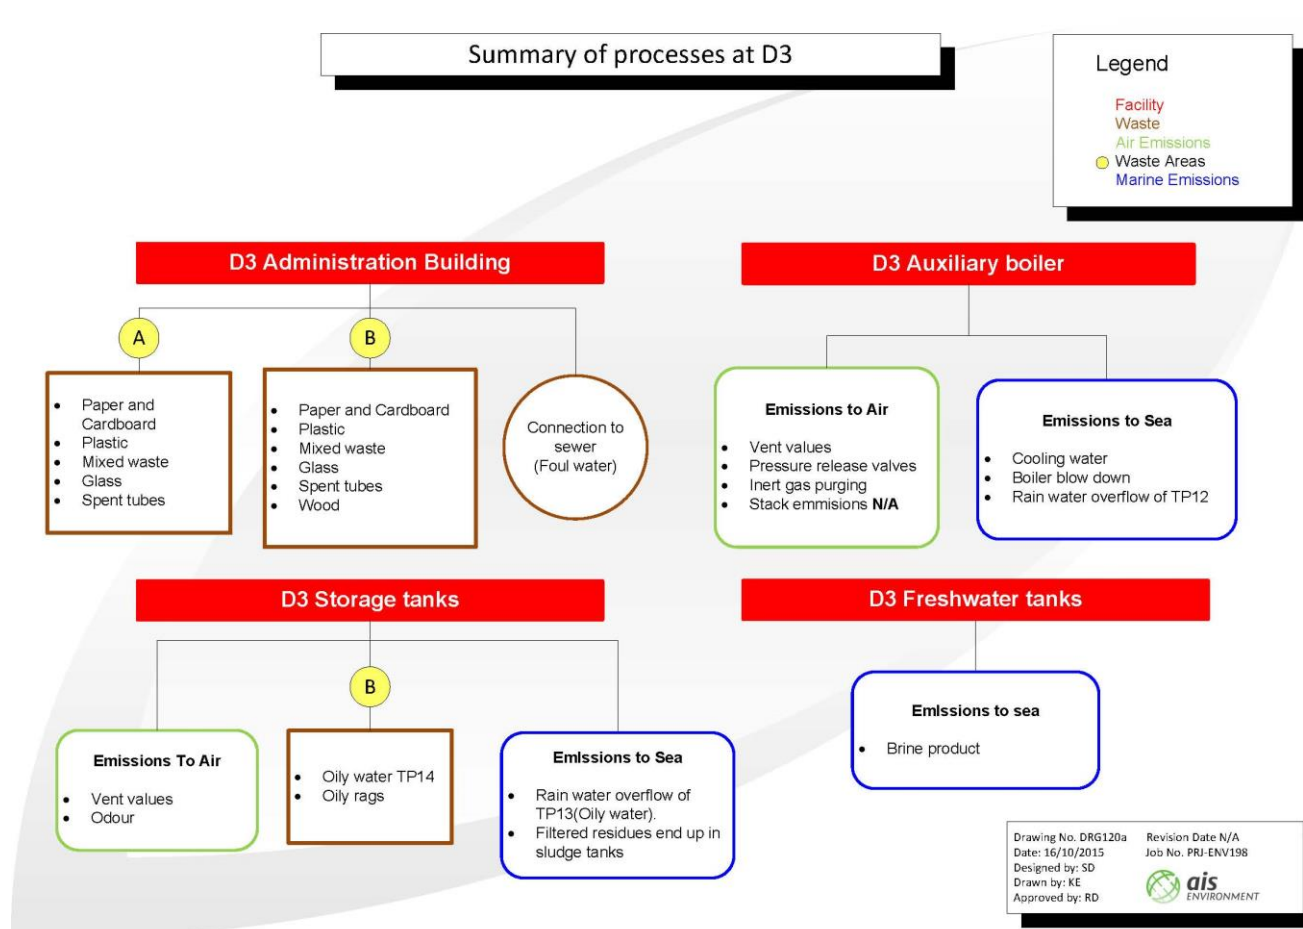 Summary of processes at D3
Legend
Facility
Waste
Air Emissions
Waste Areas
Marine Emissions
D3 Administration Building
A
• Paper and
Cardboard
• Plastic
• Mixed waste
• Glass
• Spent tubes
B
• Paper and Cardboard
• Plastic
• Mixed waste
• Glass
• Spent tubes
• Wood
Connection to
sewer
(Foul water)
D3 Auxiliary boiler
Emissions to Air
• Vent values
• Pressure release valves
• Inert gas purging
• Stack emmisions N/A
Emissions to Sea
• Cooling water
• Boiler blow down
• Rain water overflow of TP12
D3 Storage tanks
Emissions To Air
• Vent values
• Odour
B
• Oily water TP14
• Oily rags
Emissions to Sea
• Rain water overflow of
TP13(Oily water).
• Filtered residues end up in
sludge tanks
D3 Freshwater tanks
Emissions to sea
• Brine product
Drawing No. DRG120a
Date: 16/10/2015
Designed by: SD
Drawn by: KE
Approved by: RD
Revision Date N/A
Job No. PRJ-ENV198
ais
ENVIRONMENT